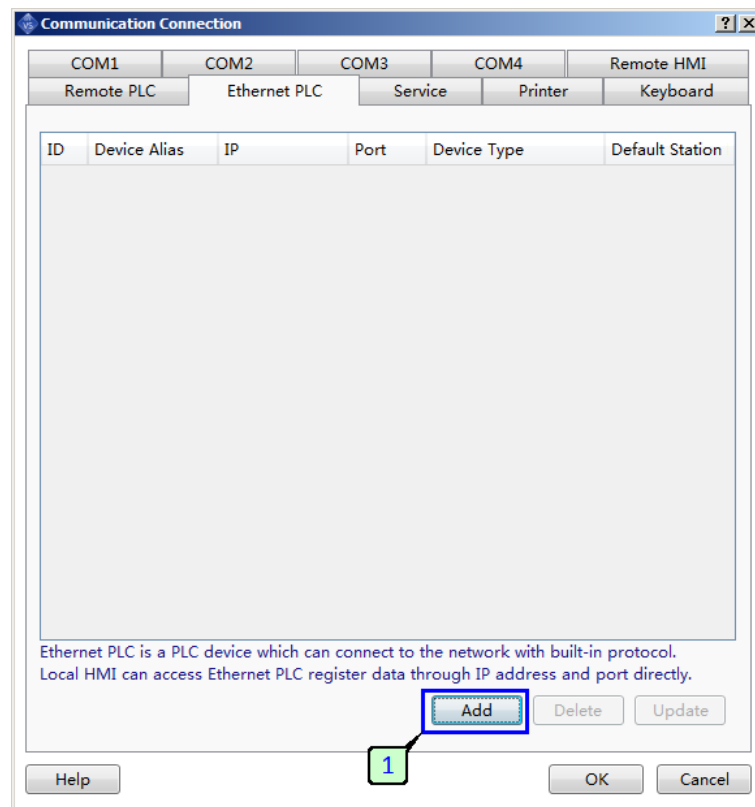 VS Communication Connection ? X
COM1 COM2 COM3 COM4 Remote HMI
Remote PLC Ethernet PLC Service Printer Keyboard
ID Device Alias IP Port Device Type Default Station
Ethernet PLC is a PLC device which can connect to the network with built-in protocol.
Local HMI can access Ethernet PLC register data through IP address and port directly.
Add Delete Update
1
Help OK Cancel